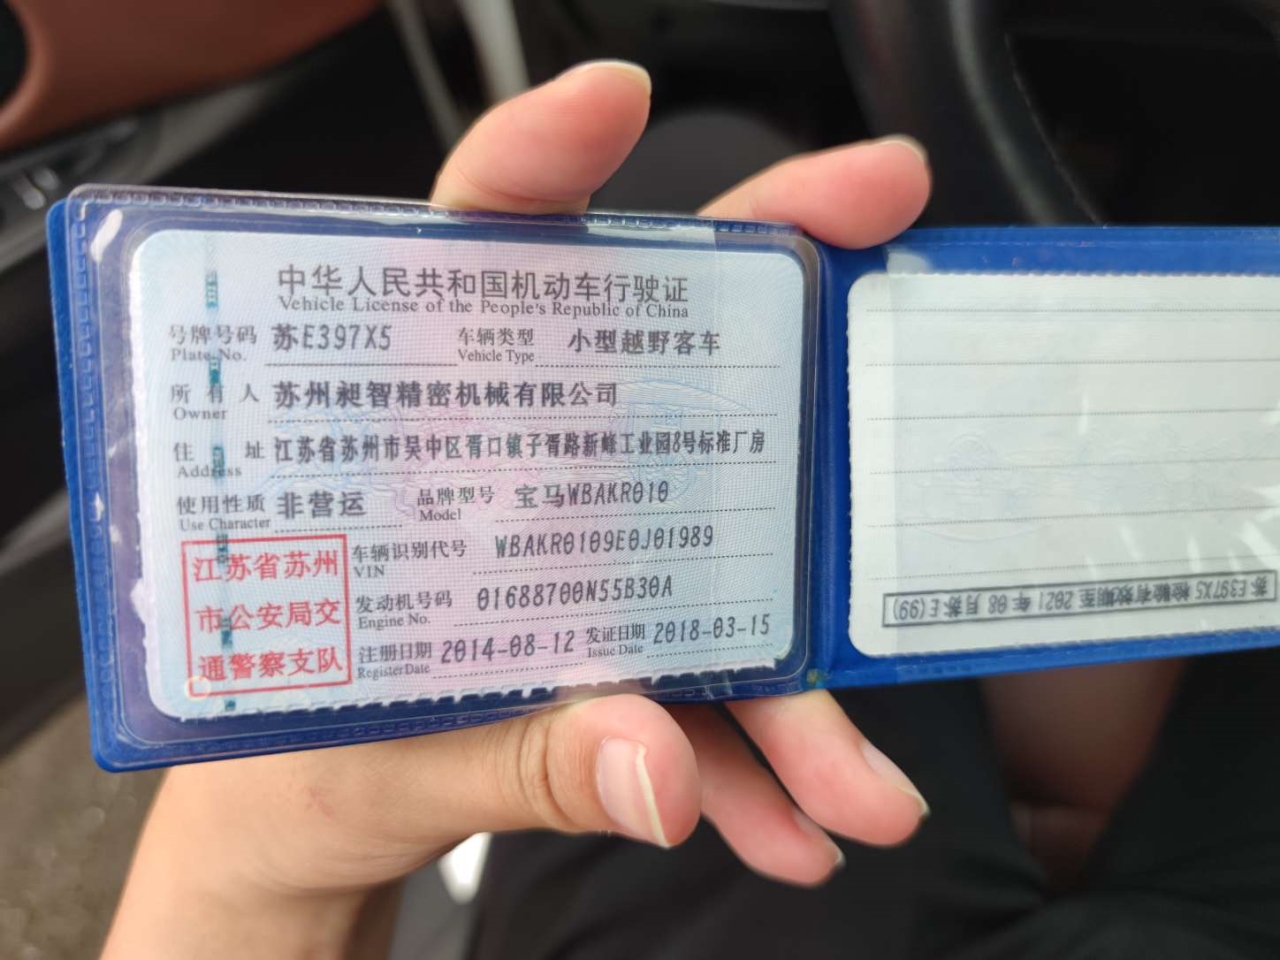 中华人民共和国机动车行驶证
Vehicle License of the People's Republic of China
号牌号码 苏E397X5 车辆类型 小型越野客车
Plate No. Vehicle Type
所有人 苏州昶智精密机械有限公司
Owner
住址 江苏省苏州市吴中区胥口镇子胥路新峰工业园8号标准厂房
Address
使用性质 非营运 品牌型号 宝马WBAKR010
Use Character Model
江苏省苏州
市公安局交
通警察支队
车辆识别代号 WBAKR0109E0J01989
VIN
发动机号码 01688700N55B30A
Engine No.
注册日期 2014-08-12 发证日期 2018-03-15
Register Date Issue Date
苏E397X5 检验有效期至 2021 年 08 月 苏E(99)